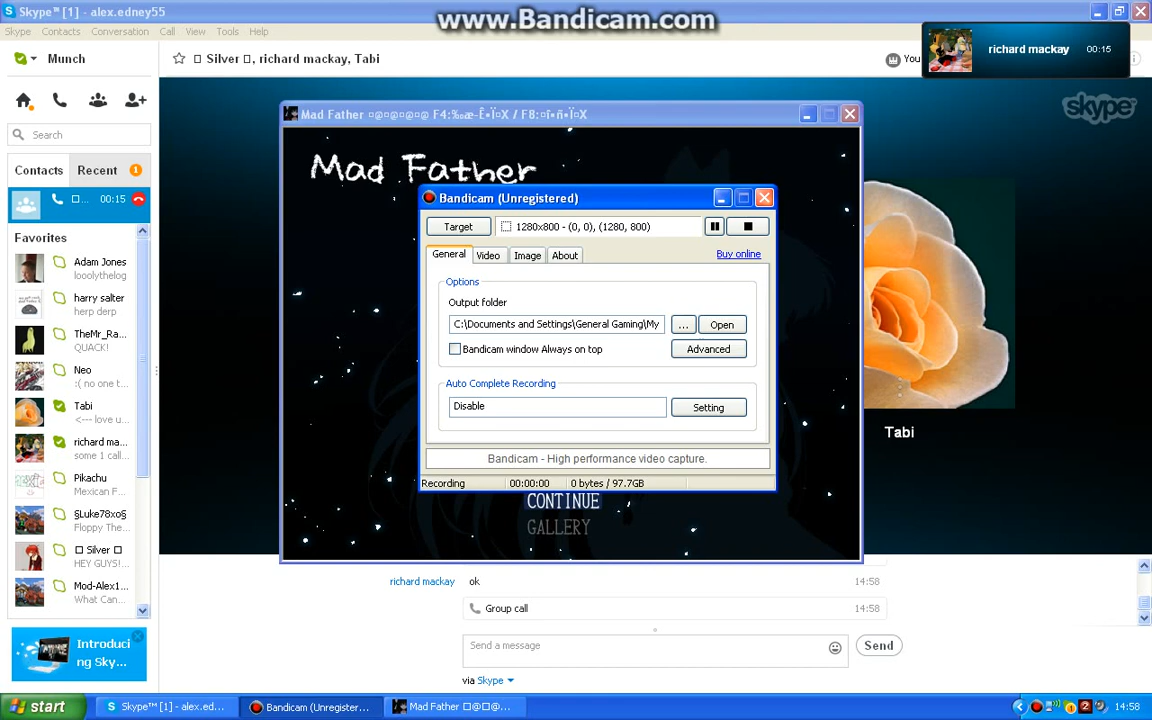 www.Bandicam.com
Skype™ [1] - alex.edney55
Skype Contacts Conversation Call View Tools Help
Munch
Silver, richard mackay, Tabi
You
richard mackay 00:15
skype
Search
Contacts Recent 1
00:15
Favorites
Adam Jones
looolythelog
harry salter
herp derp
TheMr_Ra...
QUACK!
Neo
:( no one t...
Tabi
<--- love u...
richard ma...
some 1 call...
Pikachu
Mexican F...
§Luke78xo§
Floppy The...
Silver
HEY GUYS!...
Mod-Alex1...
What Can...
Introduci
ng Sky...
Mad Father ¤@¤@¤@¤@ F4:‰æ-Ê•Ï¤X / F8:¤î•ñ•Ï¤X
Mad Father
Bandicam (Unregistered)
Target 1280x800 - (0, 0), (1280, 800)
General Video Image About Buy online
Options
Output folder
C:\Documents and Settings\General Gaming\My ... Open
Bandicam window Always on top Advanced
Auto Complete Recording
Disable Setting
Bandicam - High performance video capture.
Recording 00:00:00 0 bytes / 97.7GB
CONTINUE
GALLERY
Tabi
richard mackay ok 14:58
Group call 14:58
Send a message Send
via Skype
start Skype™ [1] - alex.ed... Bandicam (Unregister... Mad Father □@□@... 14:58